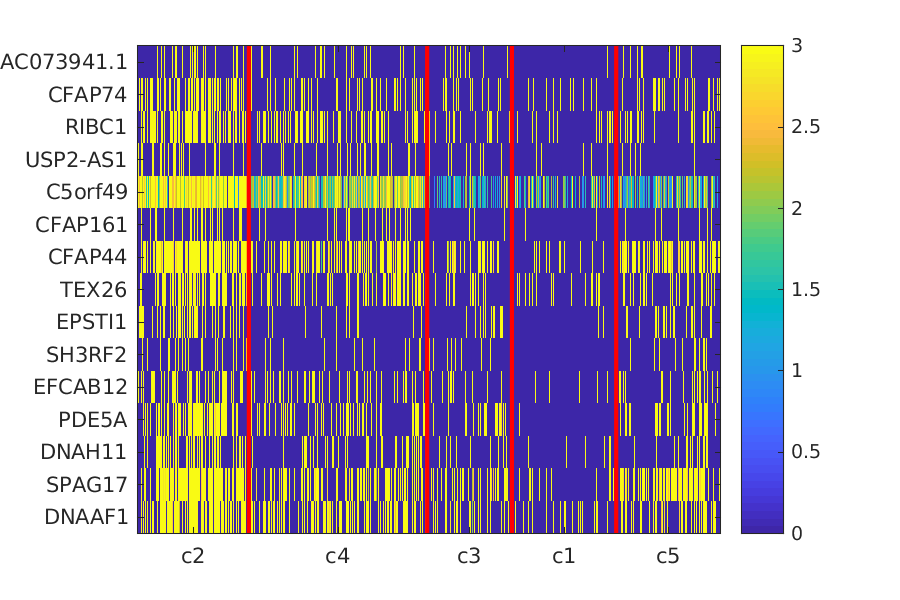 AC073941.1
CFAP74
RIBC1
USP2-AS1
C5orf49
CFAP161
CFAP44
TEX26
EPSTI1
SH3RF2
EFCAB12
PDE5A
DNAH11
SPAG17
DNAAF1
c2 c4 c3 c1 c5
3
2.5
2
1.5
1
0.5
0